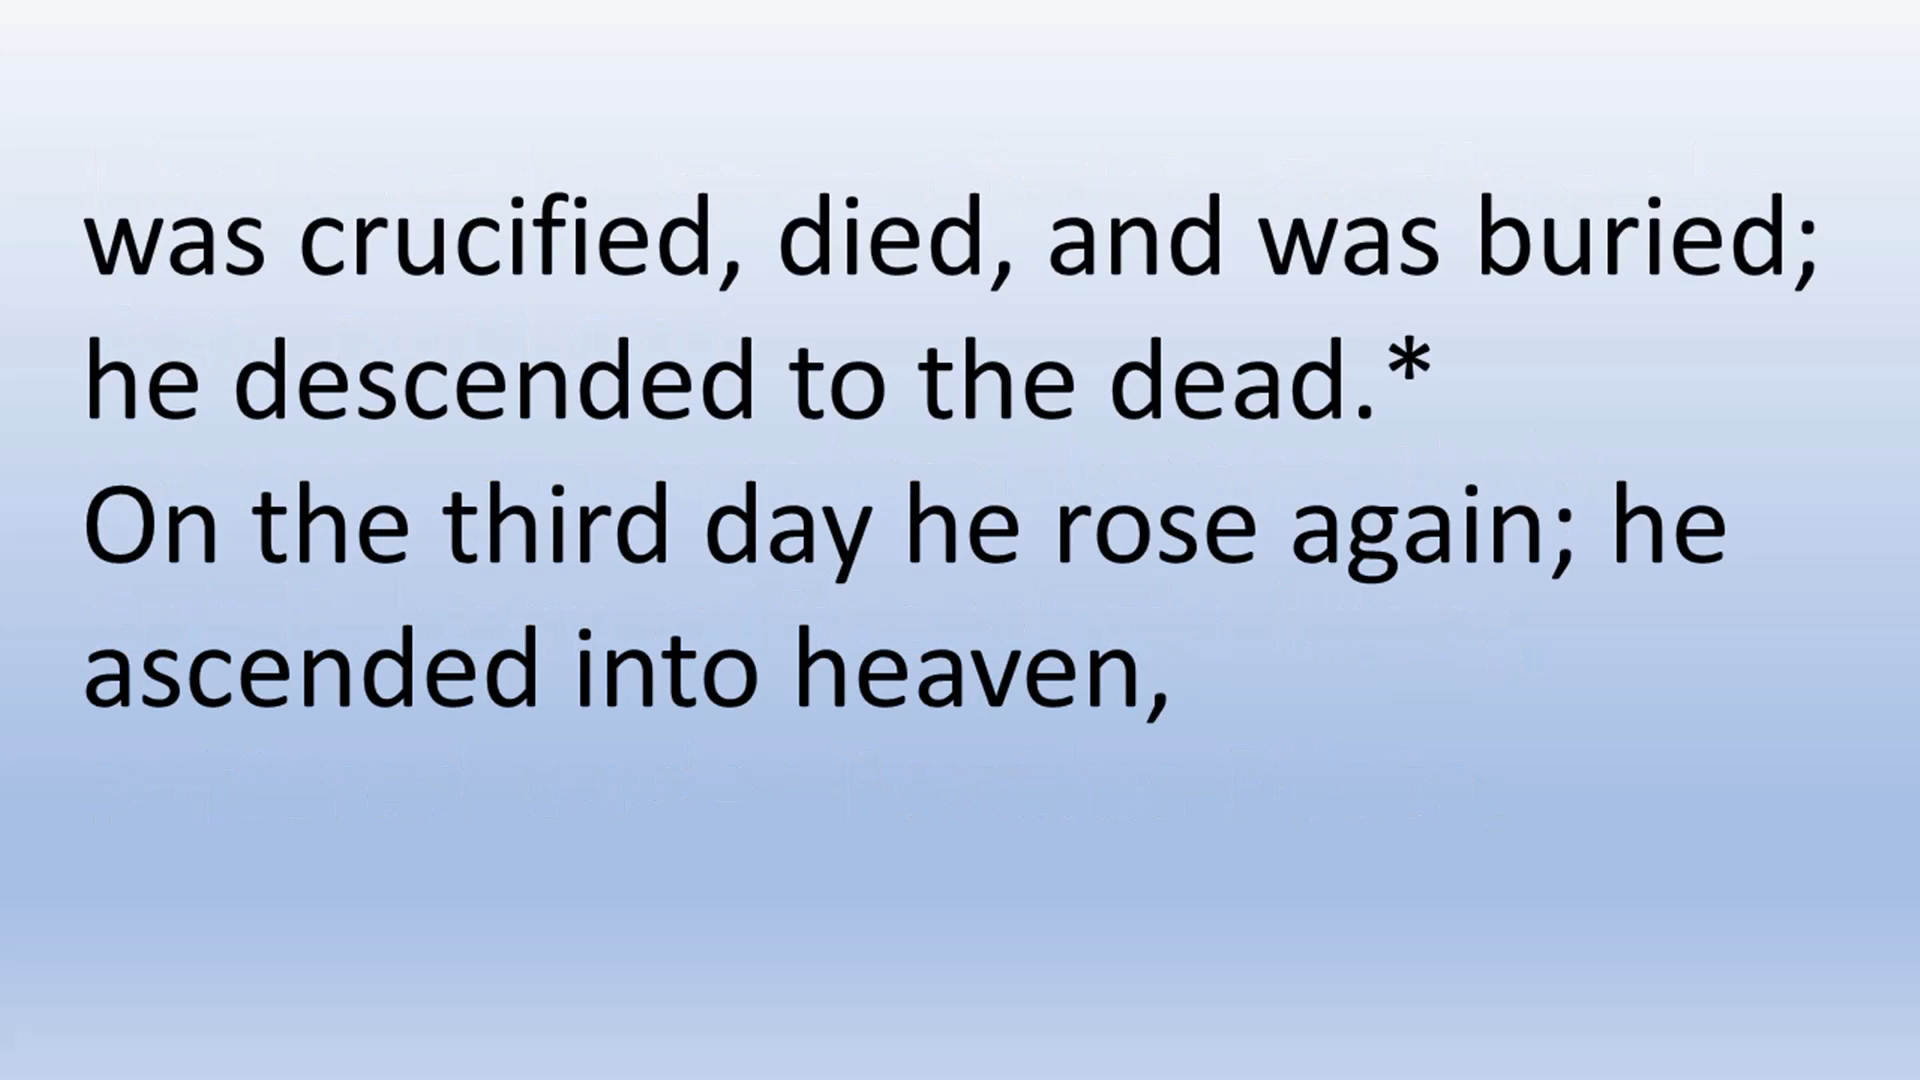 was crucified, died, and was buried;
he descended to the dead.*
On the third day he rose again; he
ascended into heaven,